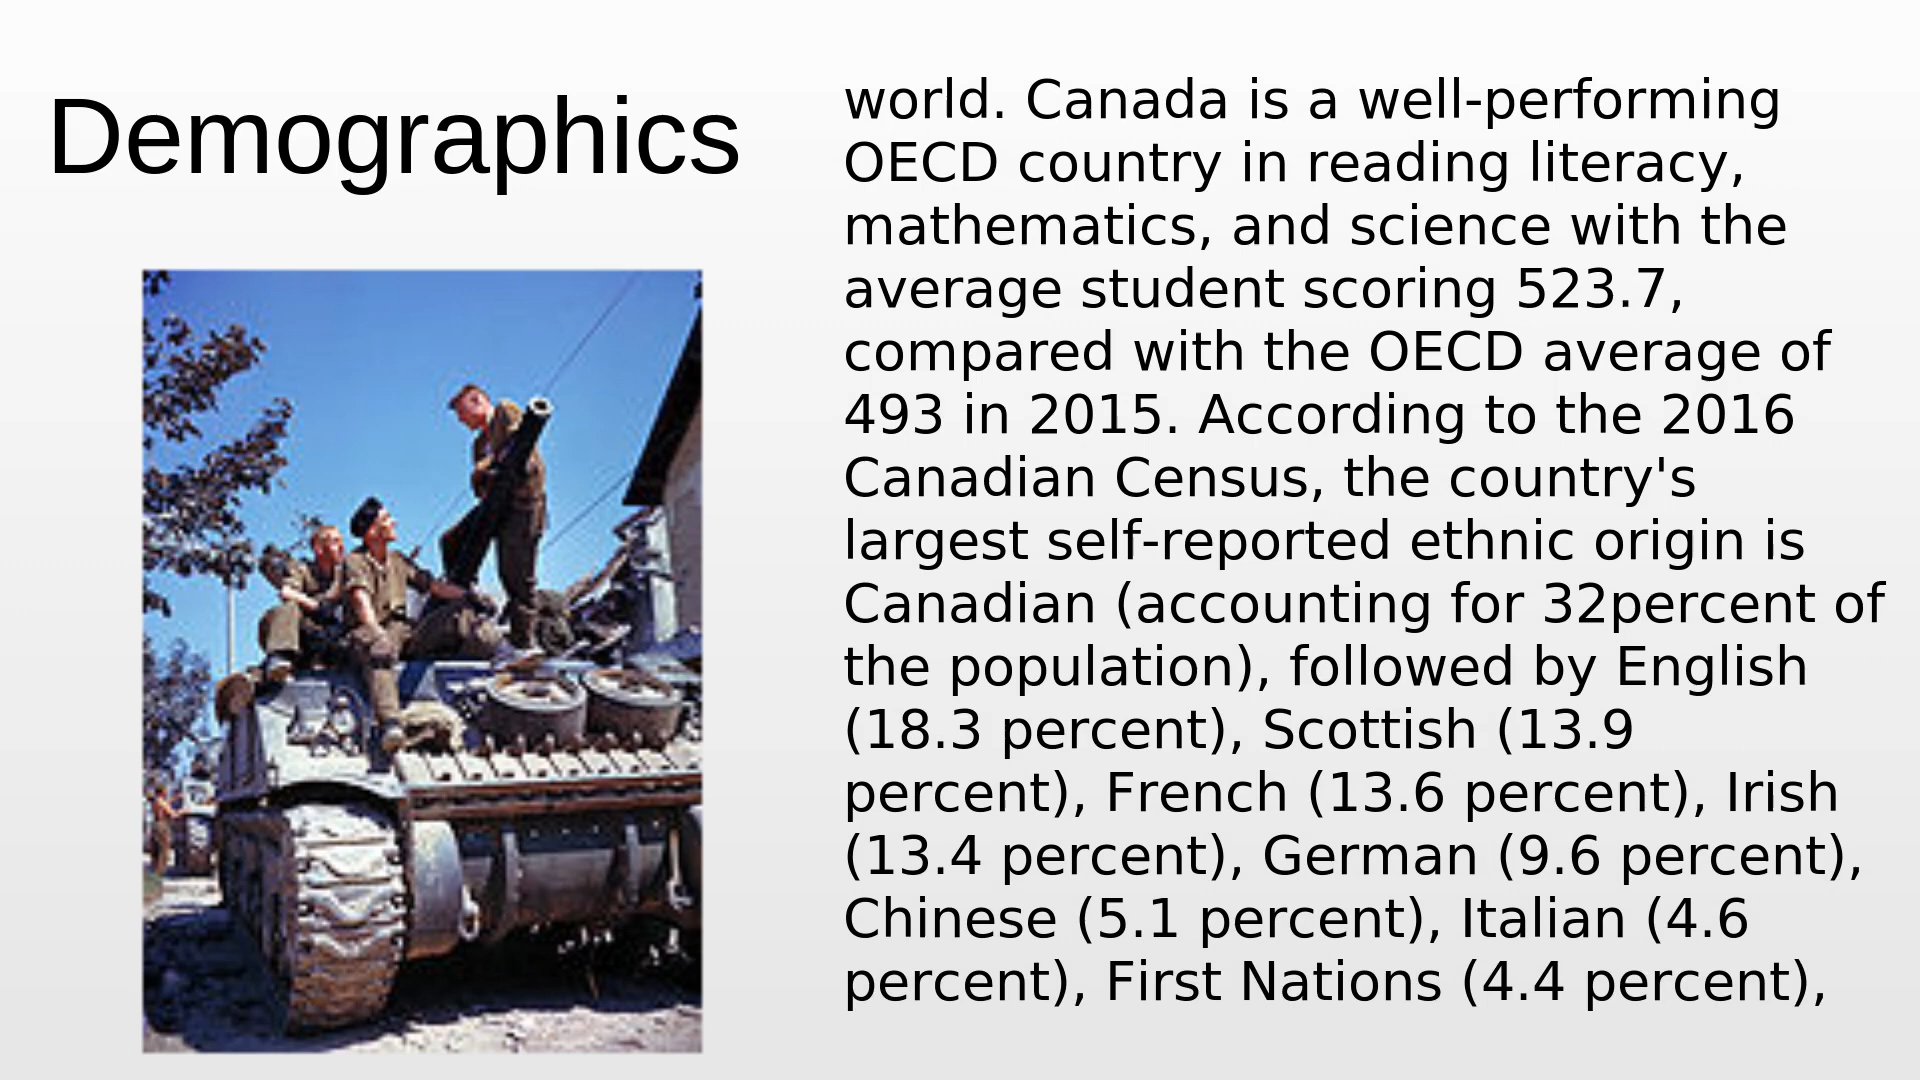 Demographics
world. Canada is a well-performing
OECD country in reading literacy,
mathematics, and science with the
average student scoring 523.7,
compared with the OECD average of
493 in 2015. According to the 2016
Canadian Census, the country's
largest self-reported ethnic origin is
Canadian (accounting for 32percent of
the population), followed by English
(18.3 percent), Scottish (13.9
percent), French (13.6 percent), Irish
(13.4 percent), German (9.6 percent),
Chinese (5.1 percent), Italian (4.6
percent), First Nations (4.4 percent),